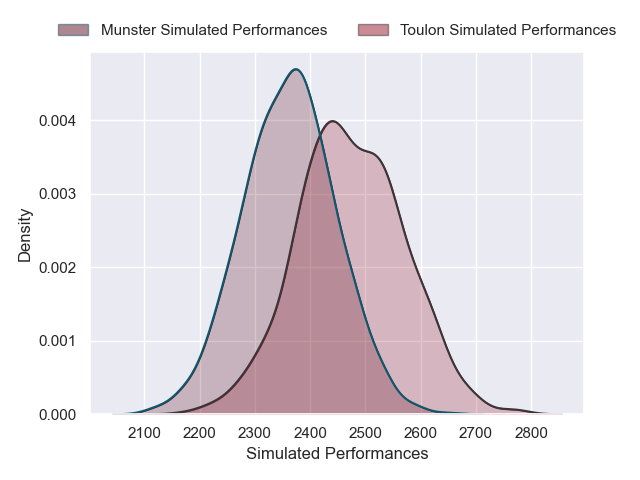 Munster Simulated Performances Toulon Simulated Performances
0.004
0.003
0.002
0.001
0.000
Density
2100 2200 2300 2400 2500 2600 2700 2800
Simulated Performances